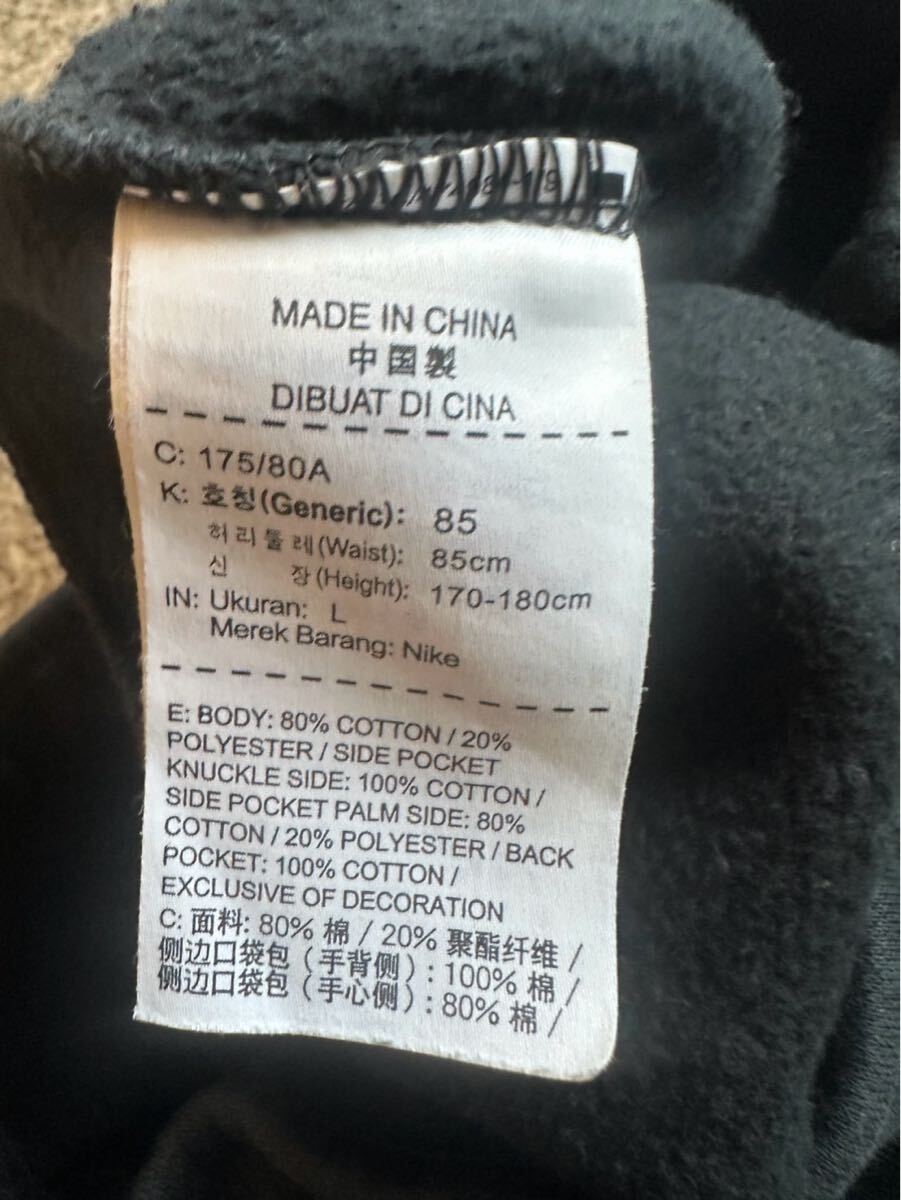 MADE IN CHINA
中国製
DIBUAT DI CINA
C: 175/80A
K: 호칭(Generic): 85
허리둘레(Waist): 85cm
신 장(Height): 170-180cm
IN: Ukuran: L
Merek Barang: Nike
E: BODY: 80% COTTON / 20%
POLYESTER / SIDE POCKET
KNUCKLE SIDE: 100% COTTON /
SIDE POCKET PALM SIDE: 80%
COTTON / 20% POLYESTER / BACK
POCKET: 100% COTTON /
EXCLUSIVE OF DECORATION
C: 面料: 80% 棉 / 20% 聚酯纤维 /
侧边口袋包（手背侧）: 100% 棉 /
侧边口袋包（手心侧）: 80% 棉 /